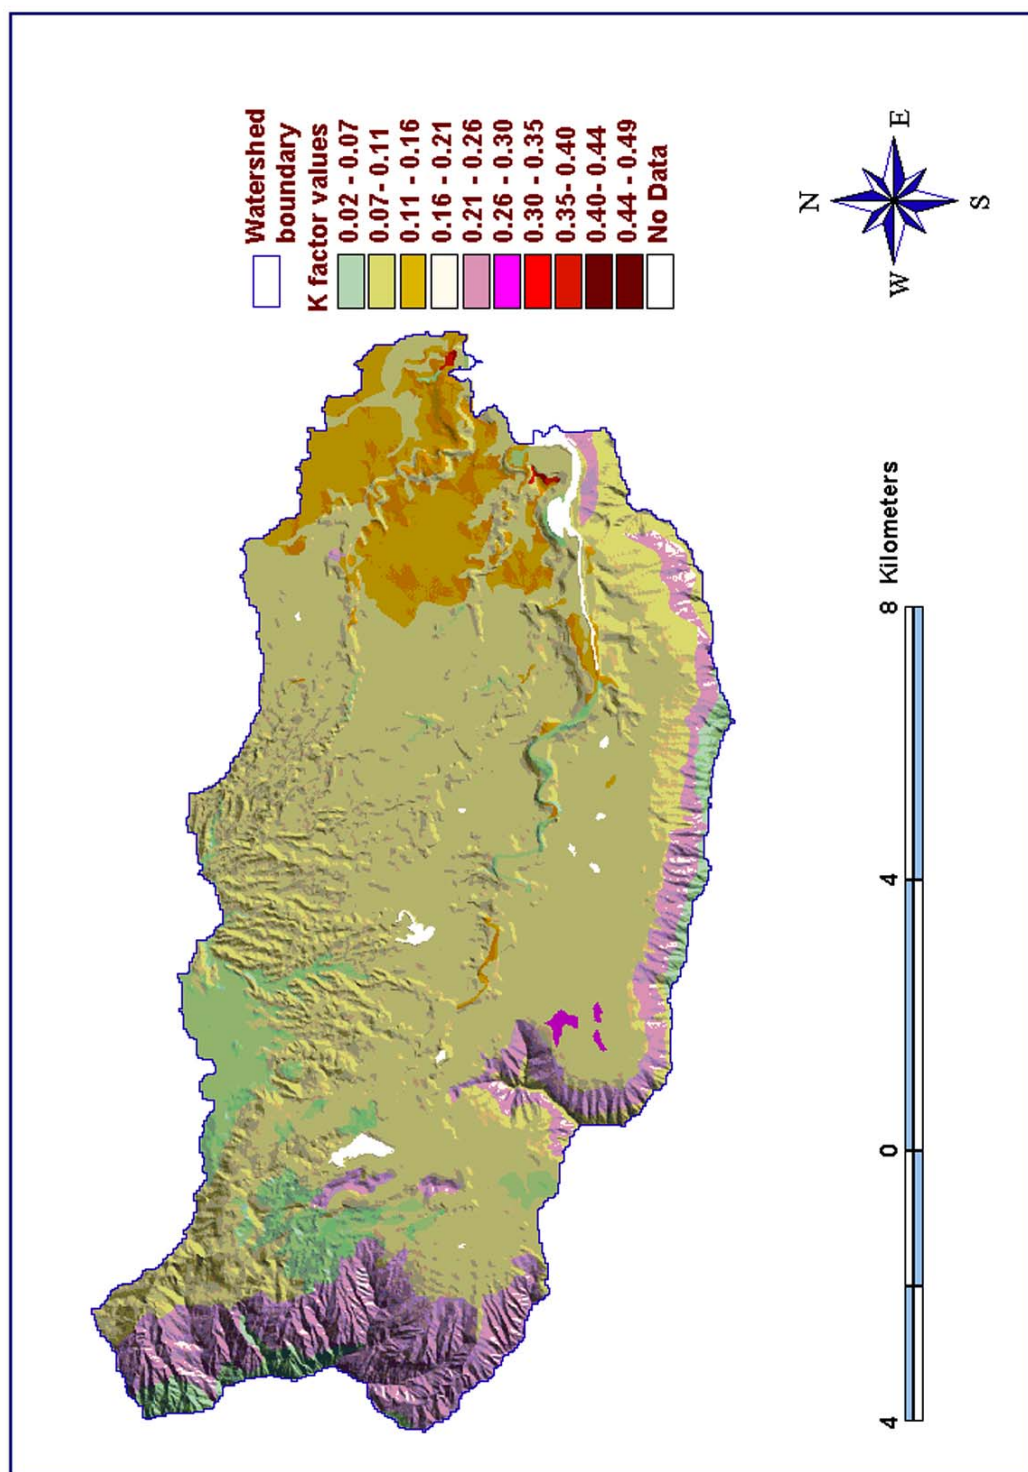 Watershed
boundary
K factor values
0.02 - 0.07
0.07- 0.11
0.11 - 0.16
0.16 - 0.21
0.21 - 0.26
0.26 - 0.30
0.30 - 0.35
0.35- 0.40
0.40- 0.44
0.44 - 0.49
No Data
N
E
W
S
4
0
4
8 Kilometers